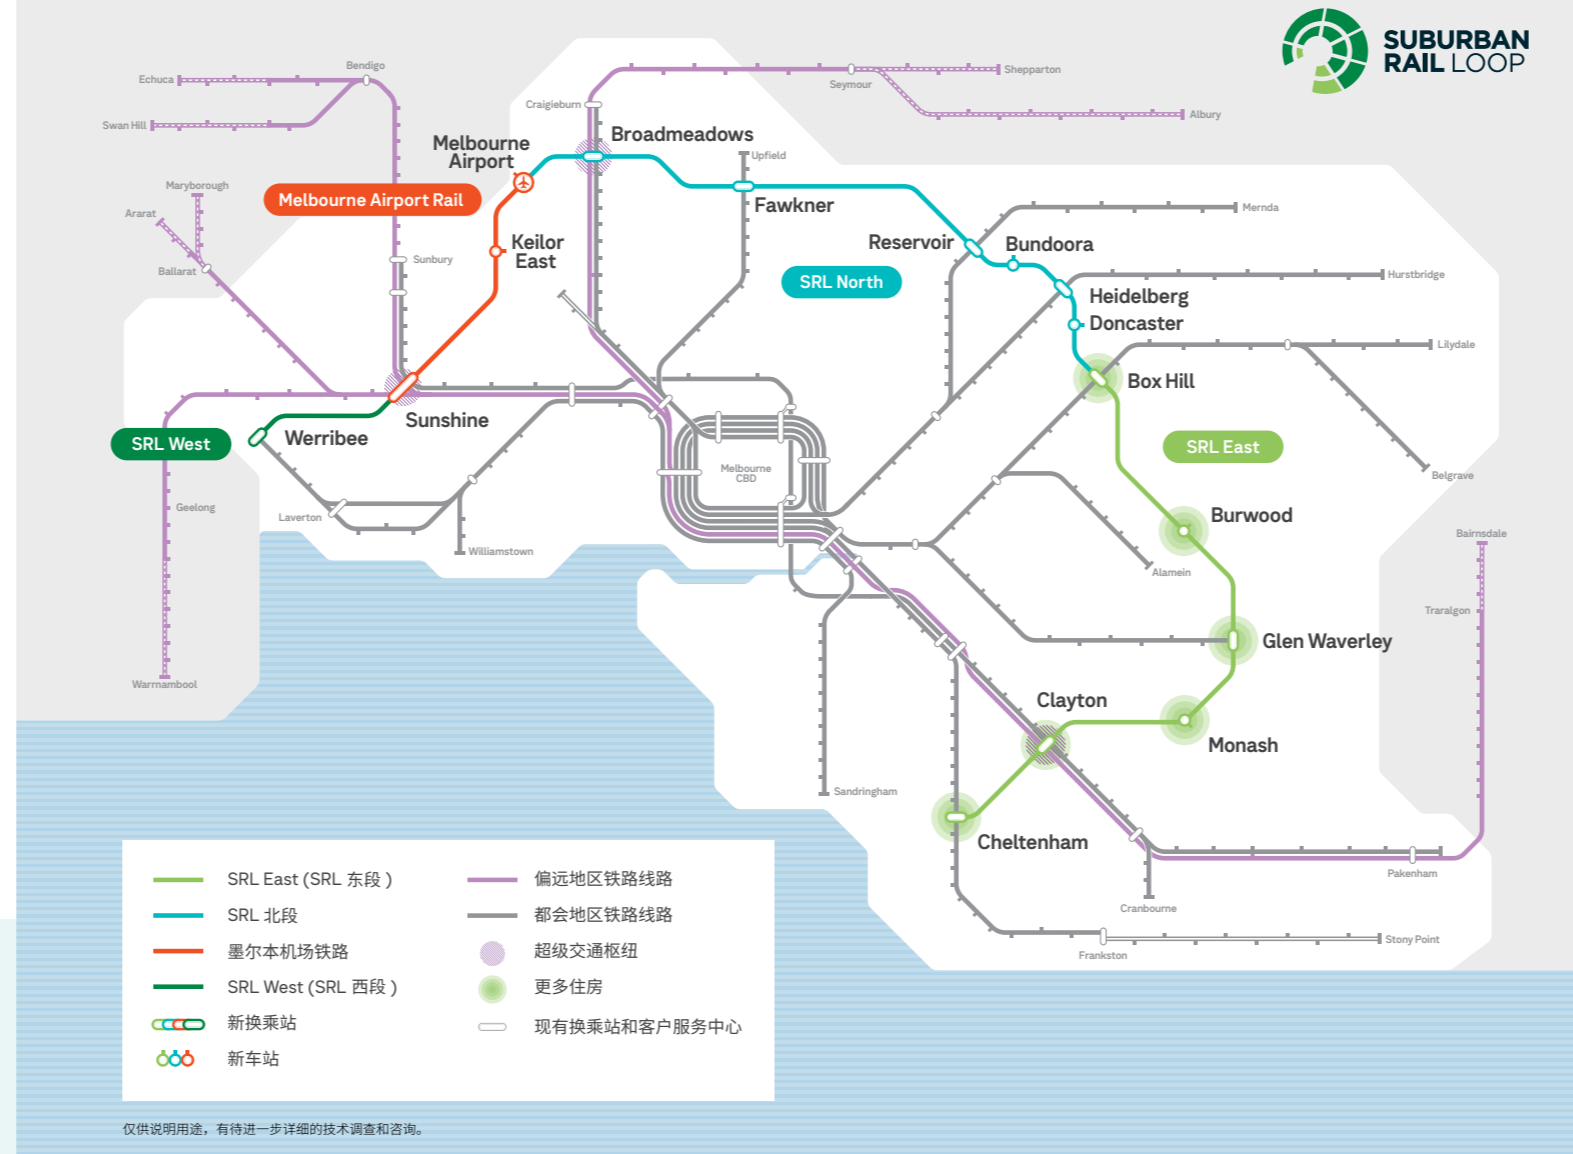 SUBURBAN
RAIL LOOP
Echuca
Bendigo
Swan Hill
Craigieburn
Seymour
Shepparton
Albury
Melbourne
Airport
Broadmeadows
Upfield
Maryborough
Ararat
Ballarat
Melbourne Airport Rail
Sunbury
Keilor
East
Fawkner
Reservoir
Bundoora
Mernda
SRL North
Heidelberg
Hurstbridge
Doncaster
Lilydale
Box Hill
SRL West
Werribee
Sunshine
SRL East
Melbourne
CBD
Belgrave
Geelong
Laverton
Williamstown
Burwood
Alamein
Bairnsdale
Traralgon
Glen Waverley
Warrnambool
Clayton
Monash
Sandringham
Cheltenham
Pakenham
Cranbourne
Frankston
Stony Point
SRL East (SRL 东段 )
SRL 北段
墨尔本机场铁路
SRL West (SRL 西段 )
新换乘站
新车站
偏远地区铁路线路
都会地区铁路线路
超级交通枢纽
更多住房
现有换乘站和客户服务中心
仅供说明用途，有待进一步详细的技术调查和咨询。